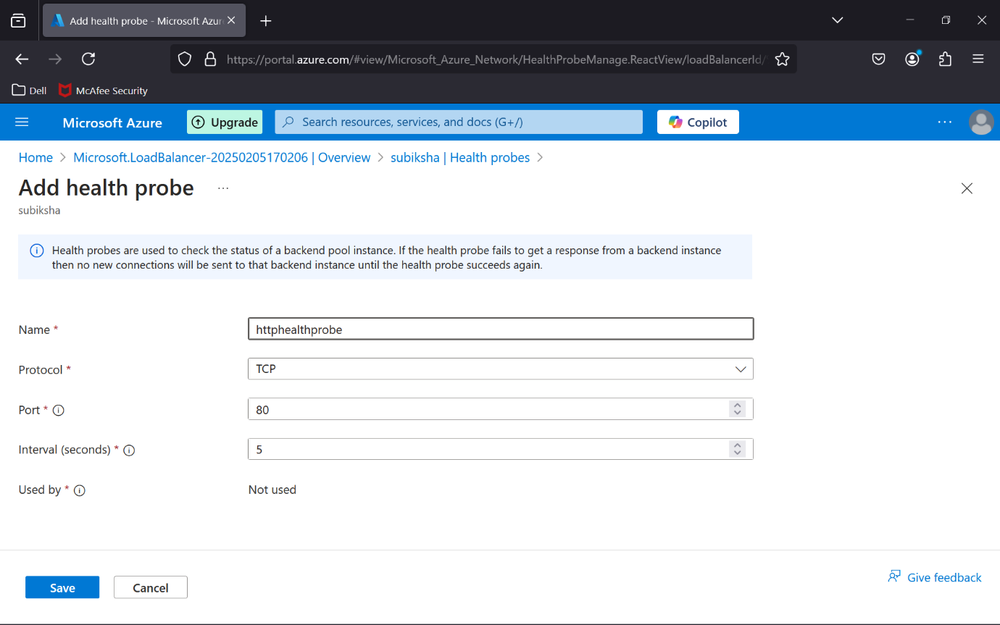 Add health probe - Microsoft Azur
https://portal.azure.com/#view/Microsoft_Azure_Network/HealthProbeManage.ReactView/loadBalancerId/
Dell McAfee Security
Microsoft Azure Upgrade Search resources, services, and docs (G+/) Copilot ...
Home > Microsoft.LoadBalancer-20250205170206 | Overview > subiksha | Health probes >
Add health probe ...
subiksha
Health probes are used to check the status of a backend pool instance. If the health probe fails to get a response from a backend instance
then no new connections will be sent to that backend instance until the health probe succeeds again.
Name * httphealthprobe
Protocol * TCP
Port * 80
Interval (seconds) * 5
Used by * Not used
Save Cancel Give feedback